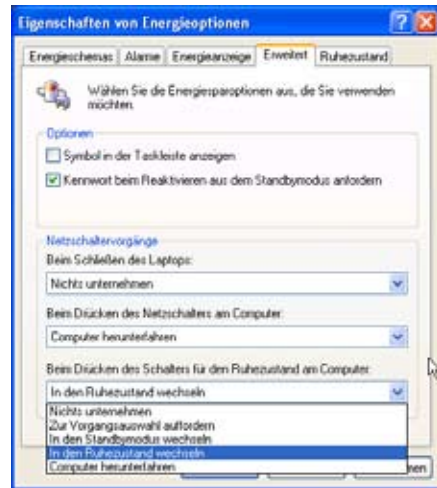 Eigenschaften von Energieoptionen
Energieschemas Alarme Energieanzeige Erweitert Ruhezustand
Wählen Sie die Energiesparoptionen aus, die Sie verwenden
möchten.
Optionen
Symbol in der Taskleiste anzeigen
Kennwort beim Reaktivieren aus dem Standbymodus anfordern
Netzschaltervorgänge
Beim Schließen des Laptops:
Nichts unternehmen
Beim Drücken des Netzschalters am Computer:
Computer herunterfahren
Beim Drücken des Schalters für den Ruhezustand am Computer:
In den Ruhezustand wechseln
Nichts unternehmen
Zur Vorgangsauswahl auffordern
In den Standbymodus wechseln
In den Ruhezustand wechseln
Computer herunterfahren